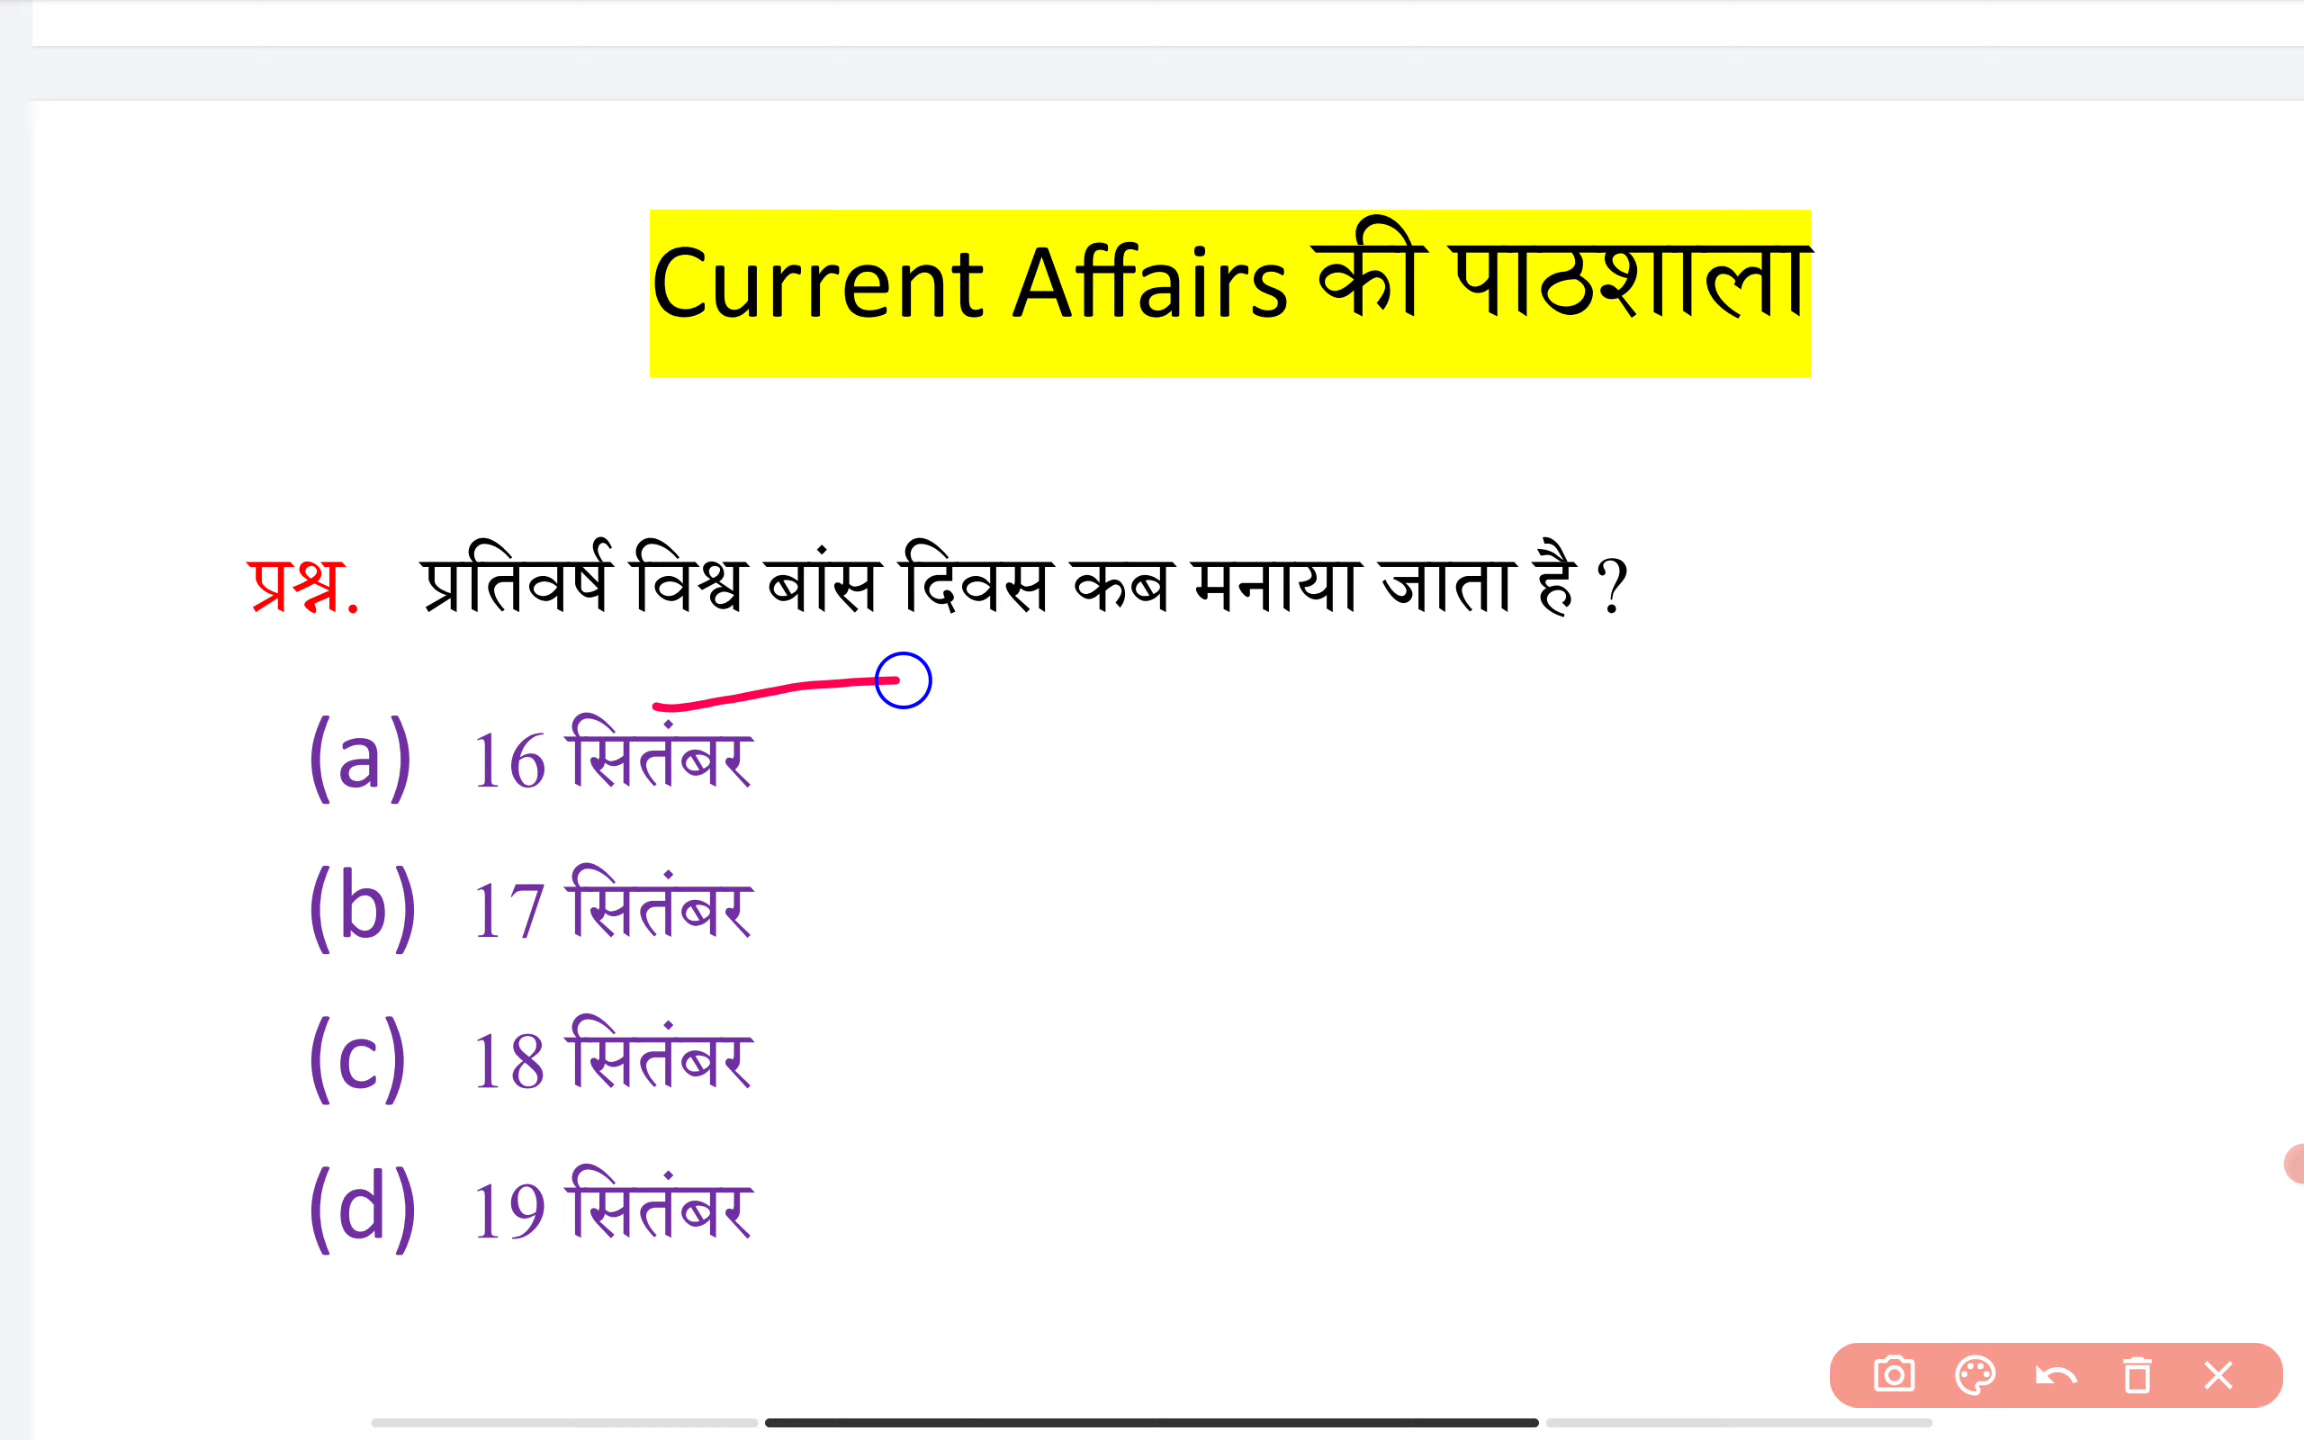 Current Affairs की पाठशाला
प्रश्न. प्रतिवर्ष विश्व बांस दिवस कब मनाया जाता है ?
(a) 16 सितंबर
(b) 17 सितंबर
(c) 18 सितंबर
(d) 19 सितंबर